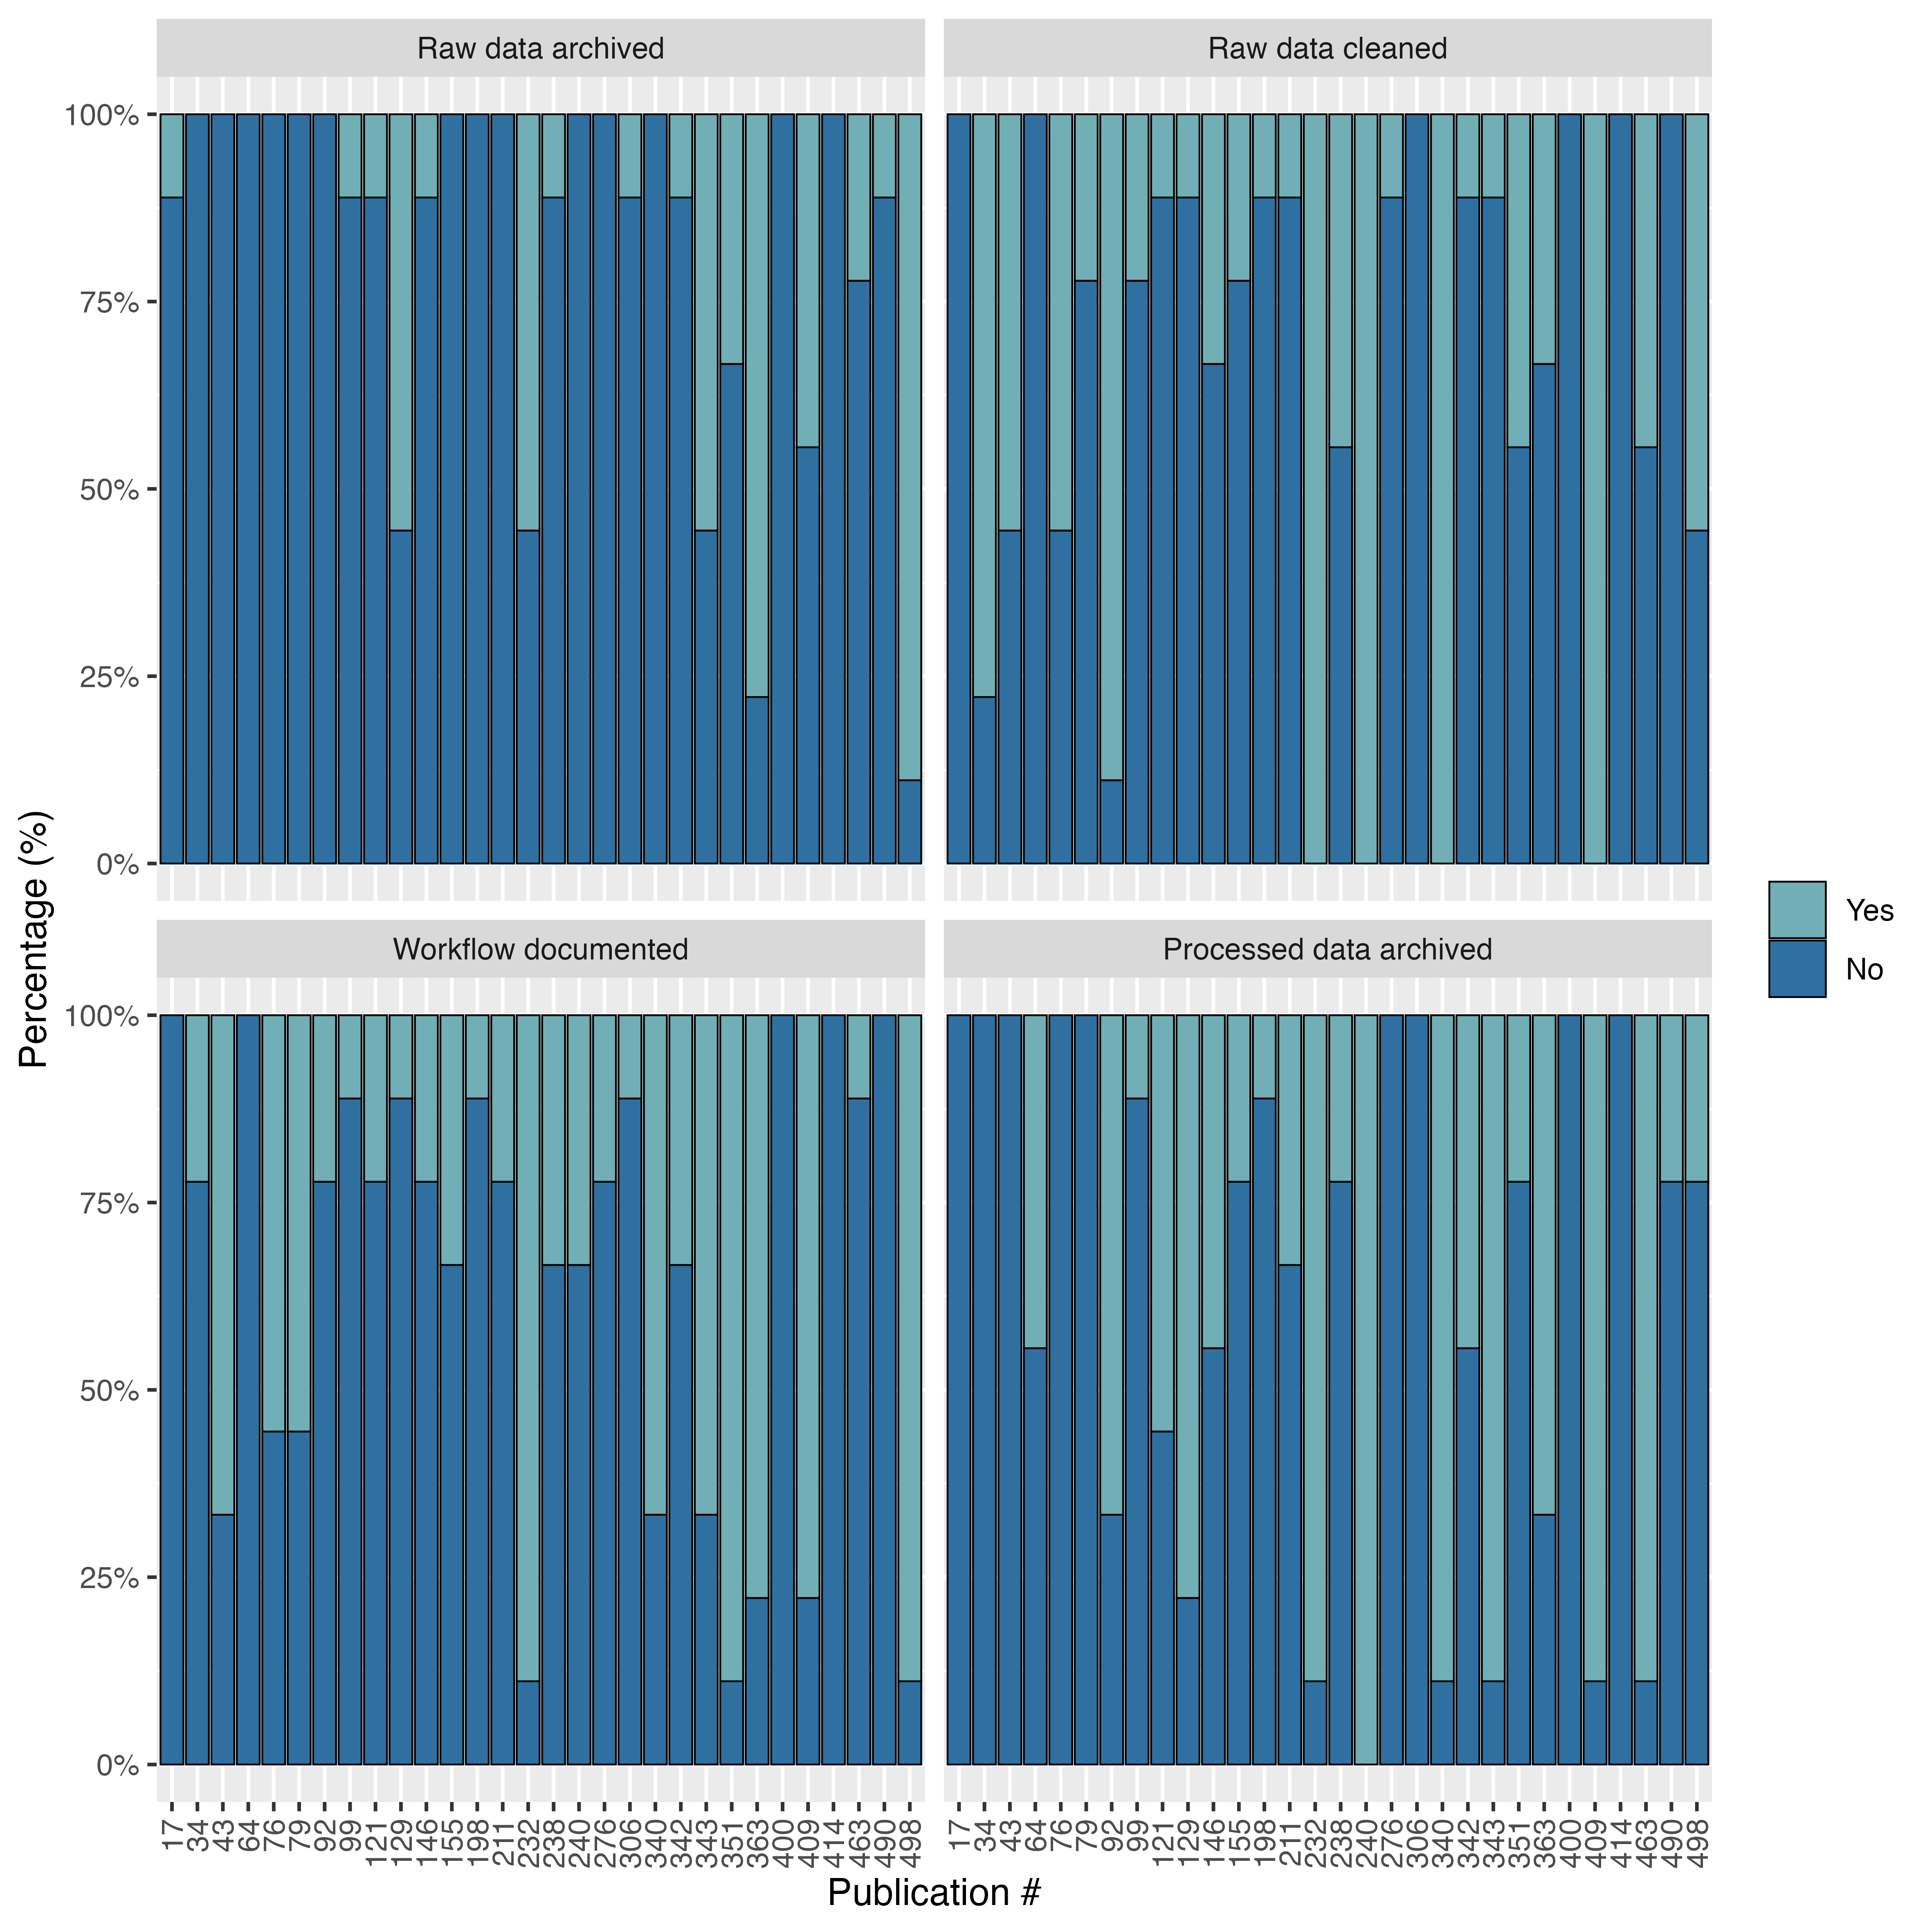 Raw data archived
Raw data cleaned
100%
75%
50%
25%
0%
Percentage (%)
Yes
No
Workflow documented
Processed data archived
100%
75%
50%
25%
0%
17 34 43 64 76 79 92 99 121 129 146 155 198 211 232 238 240 276 306 340 342 343 351 363 400 409 414 463 490 498
17 34 43 64 76 79 92 99 121 129 146 155 198 211 232 238 240 276 306 340 342 343 351 363 400 409 414 463 490 498
Publication #